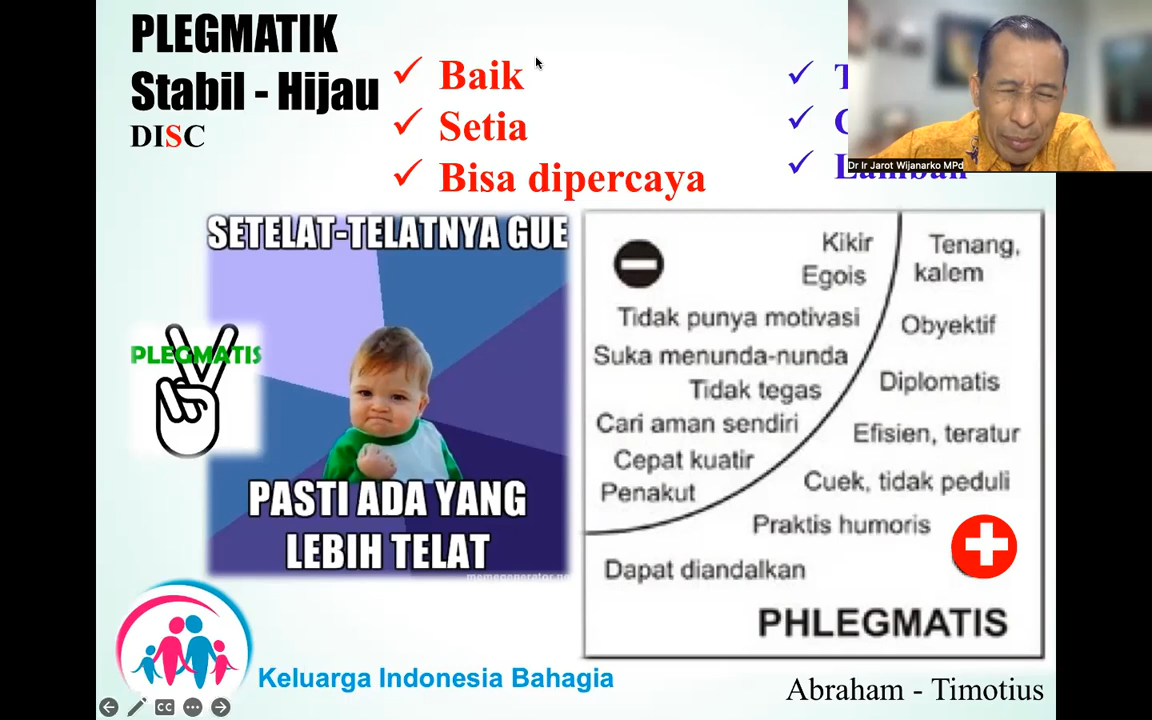 PLEGMATIK
Stabil - Hijau
DISC
✓ Baik
✓ Setia
✓ Bisa dipercaya
Dr Ir Jarot Wijanarko MPd
SETELAT-TELATNYA GUE
PASTI ADA YANG
LEBIH TELAT
memegenerator.ne
PLEGMATIS
Kikir
Egois
Tidak punya motivasi
Suka menunda-nunda
Tidak tegas
Cari aman sendiri
Cepat kuatir
Penakut
Tenang,
kalem
Obyektif
Diplomatis
Efisien, teratur
Cuek, tidak peduli
Praktis humoris
Dapat diandalkan
PHLEGMATIS
Keluarga Indonesia Bahagia
Abraham - Timotius
CC